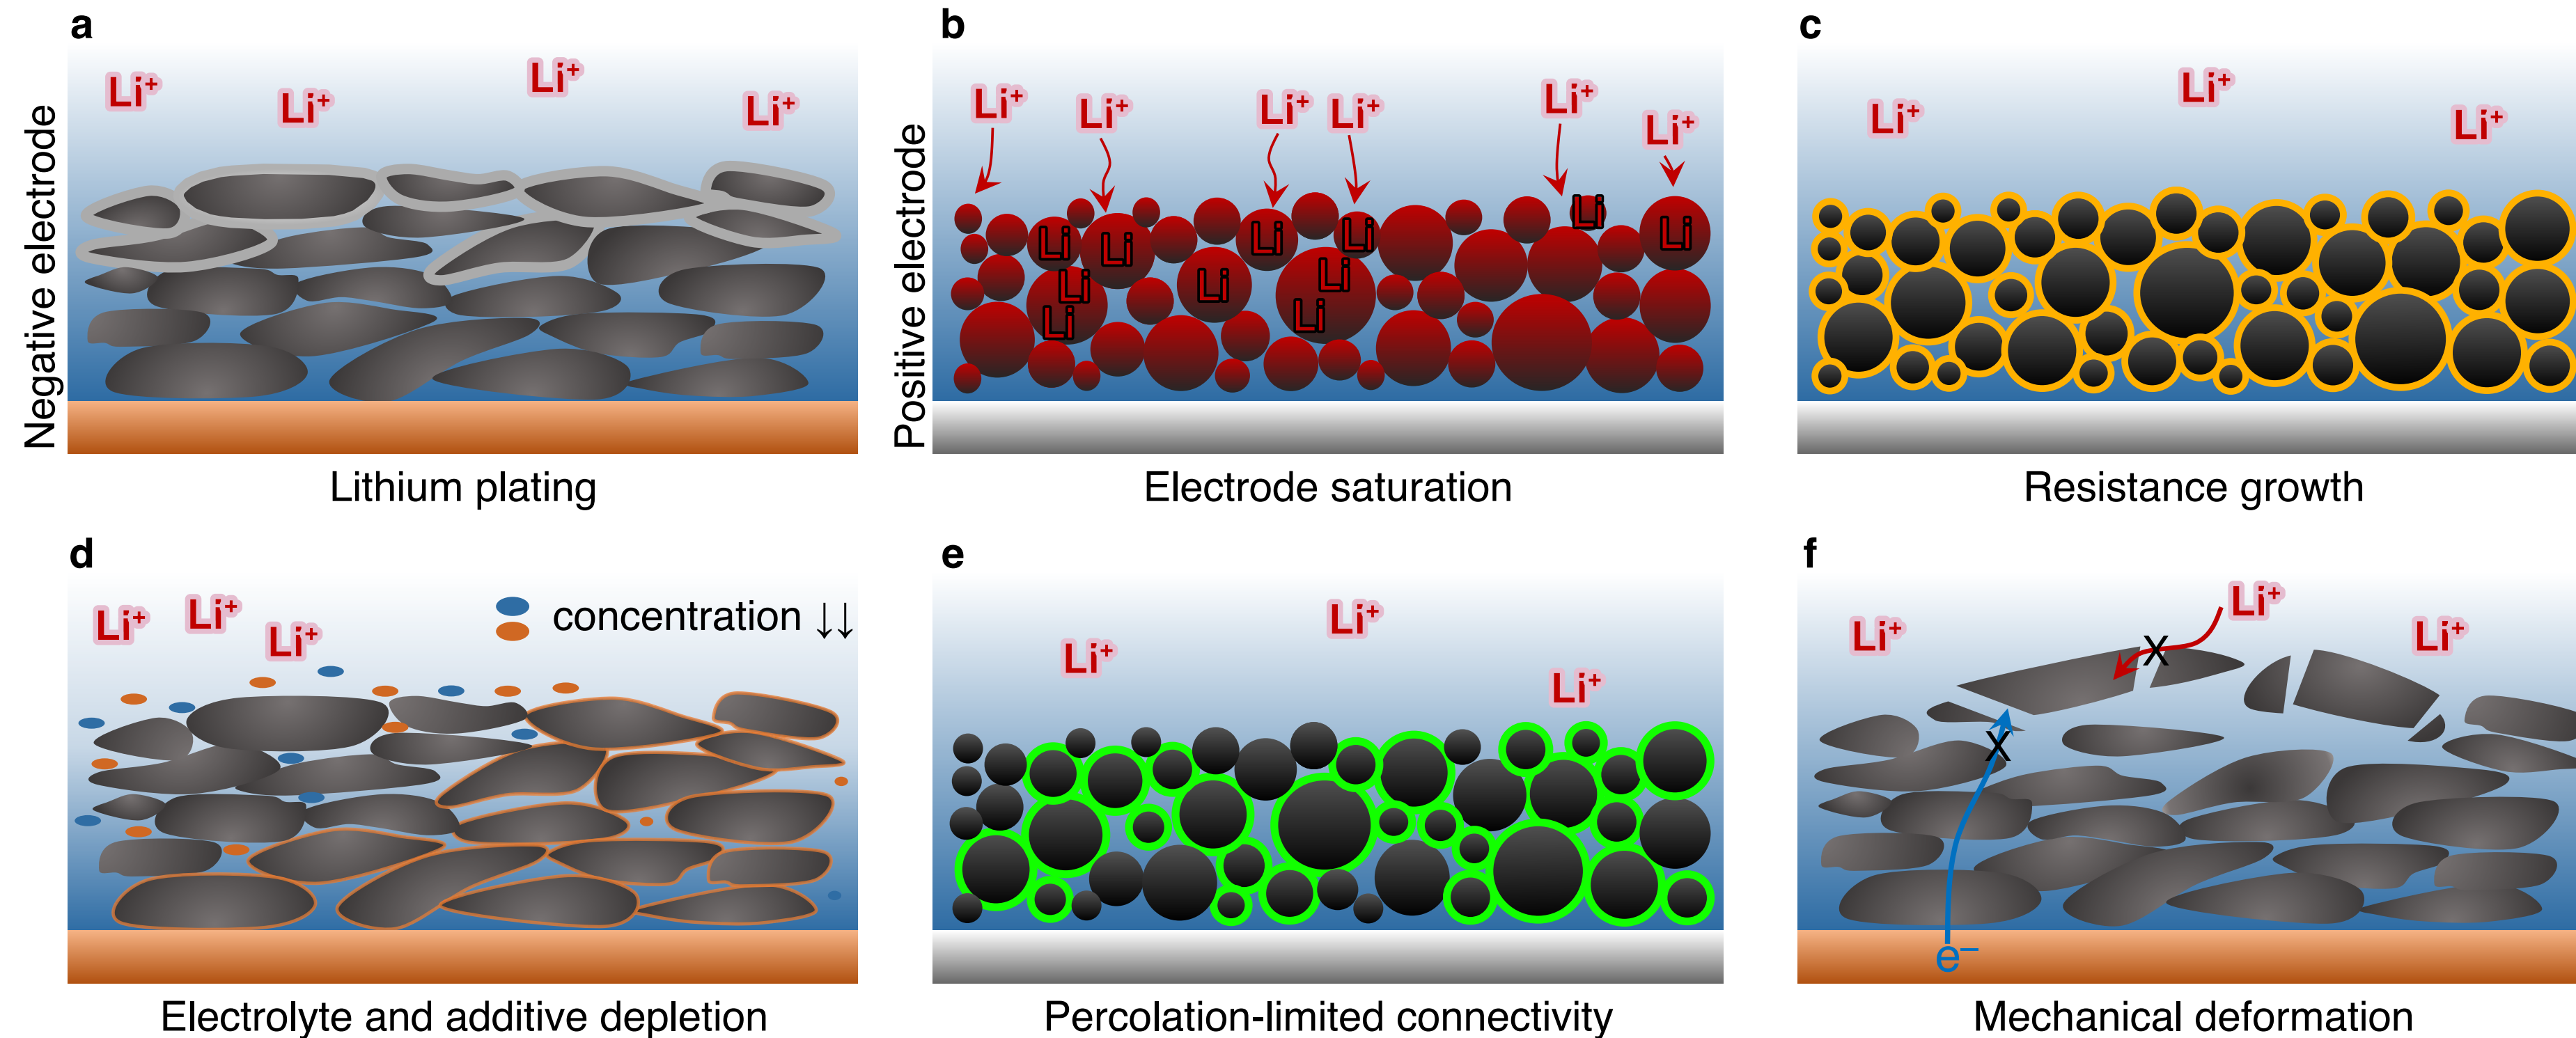 a
Li⁺
Li⁺
Li⁺
Li⁺
Negative electrode
Lithium plating
b
Li⁺
Li⁺
Li⁺
Li⁺
Li⁺
Li⁺
Li
Li
Li
Li
Li
Li
Li
Li
Li
Li
Li
Positive electrode
Electrode saturation
c
Li⁺
Li⁺
Li⁺
Resistance growth
d
Li⁺
Li⁺
Li⁺
concentration ↓↓
Electrolyte and additive depletion
e
Li⁺
Li⁺
Li⁺
Percolation-limited connectivity
f
Li⁺
Li⁺
Li⁺
X
X
e⁻
Mechanical deformation